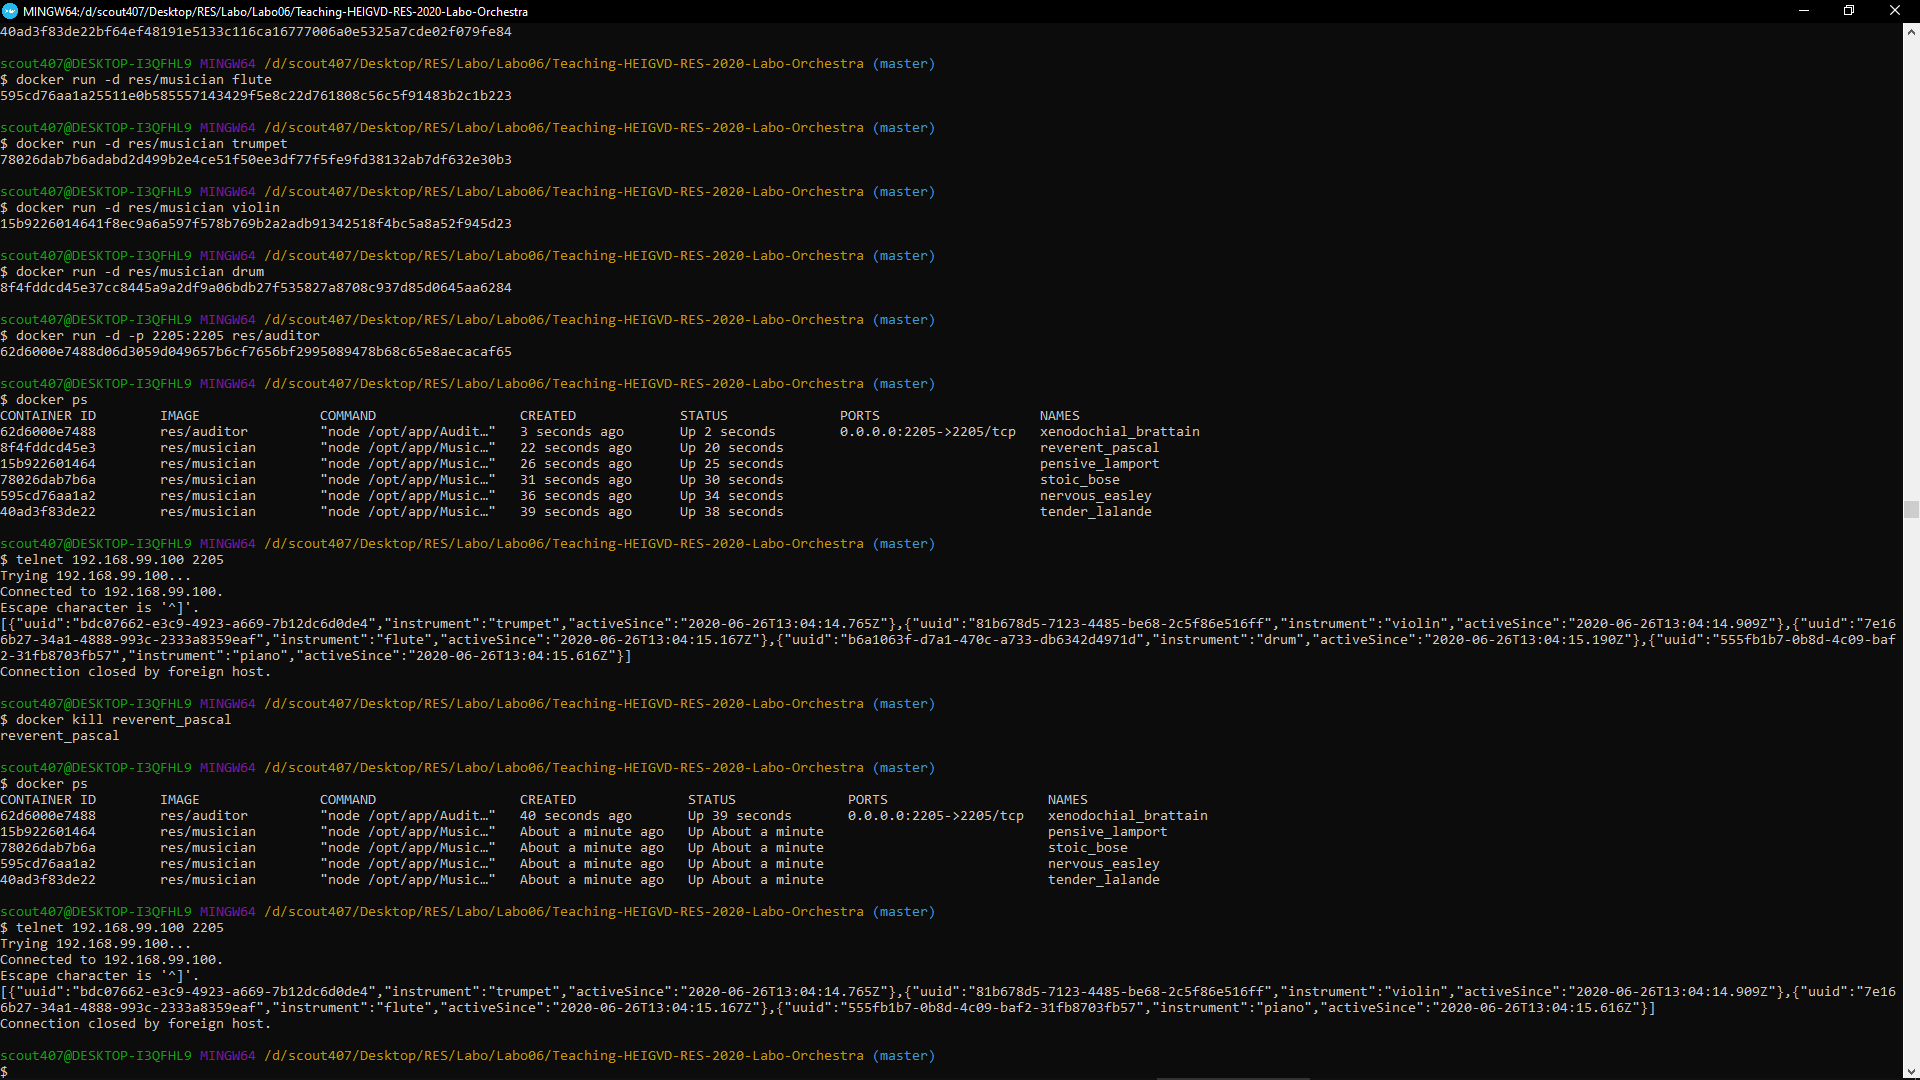 MINGW64:/d/scout407/Desktop/RES/Labo/Labo06/Teaching-HEIGVD-RES-2020-Labo-Orchestra
40ad3f83de22bf64ef48191e5133c116ca16777006a0e5325a7cde02f079fe84
scout407@DESKTOP-I3QFHL9 MINGW64 /d/scout407/Desktop/RES/Labo/Labo06/Teaching-HEIGVD-RES-2020-Labo-Orchestra (master)
$ docker run -d res/musician flute
595cd76aa1a25511e0b585557143429f5e8c22d761808c56c5f91483b2c1b223
scout407@DESKTOP-I3QFHL9 MINGW64 /d/scout407/Desktop/RES/Labo/Labo06/Teaching-HEIGVD-RES-2020-Labo-Orchestra (master)
$ docker run -d res/musician trumpet
78026dab7b6adabd2d499b2e4ce51f50ee3df77f5fe9fd38132ab7df632e30b3
scout407@DESKTOP-I3QFHL9 MINGW64 /d/scout407/Desktop/RES/Labo/Labo06/Teaching-HEIGVD-RES-2020-Labo-Orchestra (master)
$ docker run -d res/musician violin
15b9226014641f8ec9a6a597f578b769b2a2adb91342518f4bc5a8a52f945d23
scout407@DESKTOP-I3QFHL9 MINGW64 /d/scout407/Desktop/RES/Labo/Labo06/Teaching-HEIGVD-RES-2020-Labo-Orchestra (master)
$ docker run -d res/musician drum
8f4fddcd45e37cc8445a9a2df9a06bdb27f535827a8708c937d85d0645aa6284
scout407@DESKTOP-I3QFHL9 MINGW64 /d/scout407/Desktop/RES/Labo/Labo06/Teaching-HEIGVD-RES-2020-Labo-Orchestra (master)
$ docker run -d -p 2205:2205 res/auditor
62d6000e7488d06d3059d049657b6cf7656bf2995089478b68c65e8aecacaf65
scout407@DESKTOP-I3QFHL9 MINGW64 /d/scout407/Desktop/RES/Labo/Labo06/Teaching-HEIGVD-RES-2020-Labo-Orchestra (master)
$ docker ps
CONTAINER ID        IMAGE               COMMAND                  CREATED             STATUS              PORTS                    NAMES
62d6000e7488        res/auditor         "node /opt/app/Audit…"   3 seconds ago       Up 2 seconds        0.0.0.0:2205->2205/tcp   xenodochial_brattain
8f4fddcd45e3        res/musician        "node /opt/app/Music…"   22 seconds ago      Up 20 seconds                                reverent_pascal
15b922601464        res/musician        "node /opt/app/Music…"   26 seconds ago      Up 25 seconds                                pensive_lamport
78026dab7b6a        res/musician        "node /opt/app/Music…"   31 seconds ago      Up 30 seconds                                stoic_bose
595cd76aa1a2        res/musician        "node /opt/app/Music…"   36 seconds ago      Up 34 seconds                                nervous_easley
40ad3f83de22        res/musician        "node /opt/app/Music…"   39 seconds ago      Up 38 seconds                                tender_lalande
scout407@DESKTOP-I3QFHL9 MINGW64 /d/scout407/Desktop/RES/Labo/Labo06/Teaching-HEIGVD-RES-2020-Labo-Orchestra (master)
$ telnet 192.168.99.100 2205
Trying 192.168.99.100...
Connected to 192.168.99.100.
Escape character is '^]'.
[{"uuid":"bdc07662-e3c9-4923-a669-7b12dc6d0de4","instrument":"trumpet","activeSince":"2020-06-26T13:04:14.765Z"},{"uuid":"81b678d5-7123-4485-be68-2c5f86e516ff","instrument":"violin","activeSince":"2020-06-26T13:04:14.909Z"},{"uuid":"7e16
6b27-34a1-4888-993c-2333a8359eaf","instrument":"flute","activeSince":"2020-06-26T13:04:15.167Z"},{"uuid":"b6a1063f-d7a1-470c-a733-db6342d4971d","instrument":"drum","activeSince":"2020-06-26T13:04:15.190Z"},{"uuid":"555fb1b7-0b8d-4c09-baf
2-31fb8703fb57","instrument":"piano","activeSince":"2020-06-26T13:04:15.616Z"}]
Connection closed by foreign host.
scout407@DESKTOP-I3QFHL9 MINGW64 /d/scout407/Desktop/RES/Labo/Labo06/Teaching-HEIGVD-RES-2020-Labo-Orchestra (master)
$ docker kill reverent_pascal
reverent_pascal
scout407@DESKTOP-I3QFHL9 MINGW64 /d/scout407/Desktop/RES/Labo/Labo06/Teaching-HEIGVD-RES-2020-Labo-Orchestra (master)
$ docker ps
CONTAINER ID        IMAGE               COMMAND                  CREATED              STATUS              PORTS                    NAMES
62d6000e7488        res/auditor         "node /opt/app/Audit…"   40 seconds ago       Up 39 seconds       0.0.0.0:2205->2205/tcp   xenodochial_brattain
15b922601464        res/musician        "node /opt/app/Music…"   About a minute ago   Up About a minute                            pensive_lamport
78026dab7b6a        res/musician        "node /opt/app/Music…"   About a minute ago   Up About a minute                            stoic_bose
595cd76aa1a2        res/musician        "node /opt/app/Music…"   About a minute ago   Up About a minute                            nervous_easley
40ad3f83de22        res/musician        "node /opt/app/Music…"   About a minute ago   Up About a minute                            tender_lalande
scout407@DESKTOP-I3QFHL9 MINGW64 /d/scout407/Desktop/RES/Labo/Labo06/Teaching-HEIGVD-RES-2020-Labo-Orchestra (master)
$ telnet 192.168.99.100 2205
Trying 192.168.99.100...
Connected to 192.168.99.100.
Escape character is '^]'.
[{"uuid":"bdc07662-e3c9-4923-a669-7b12dc6d0de4","instrument":"trumpet","activeSince":"2020-06-26T13:04:14.765Z"},{"uuid":"81b678d5-7123-4485-be68-2c5f86e516ff","instrument":"violin","activeSince":"2020-06-26T13:04:14.909Z"},{"uuid":"7e16
6b27-34a1-4888-993c-2333a8359eaf","instrument":"flute","activeSince":"2020-06-26T13:04:15.167Z"},{"uuid":"555fb1b7-0b8d-4c09-baf2-31fb8703fb57","instrument":"piano","activeSince":"2020-06-26T13:04:15.616Z"}]
Connection closed by foreign host.
scout407@DESKTOP-I3QFHL9 MINGW64 /d/scout407/Desktop/RES/Labo/Labo06/Teaching-HEIGVD-RES-2020-Labo-Orchestra (master)
$